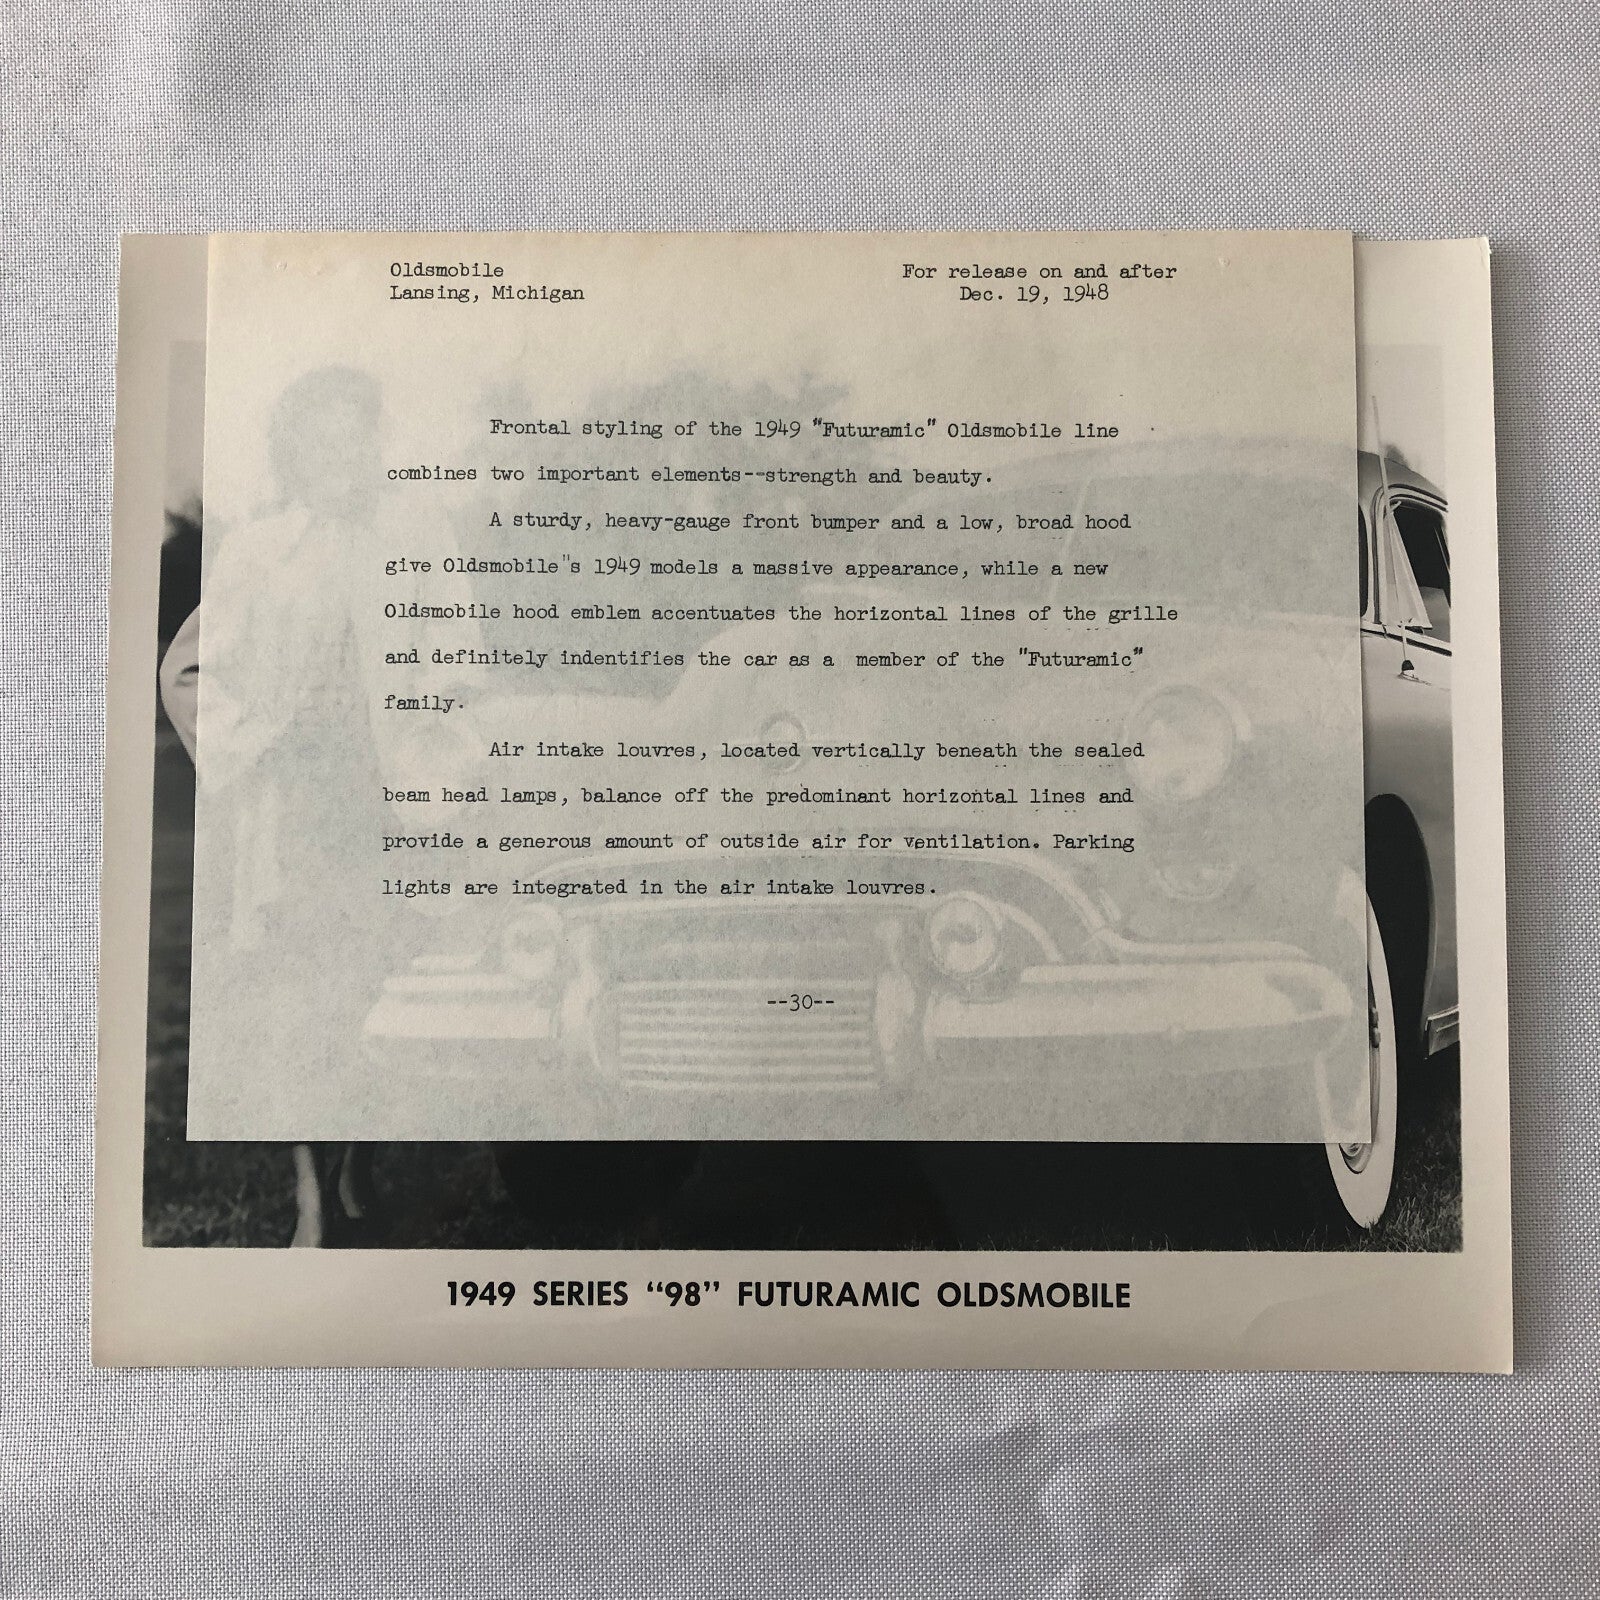 Oldsmobile
Lansing, Michigan
For release on and after
Dec. 19, 1948
Frontal styling of the 1949 "Futuramic" Oldsmobile line
combines two important elements--strength and beauty.
A sturdy, heavy-gauge front bumper and a low, broad hood
give Oldsmobile"s 1949 models a massive appearance, while a new
Oldsmobile hood emblem accentuates the horizontal lines of the grille
and definitely indentifies the car as a member of the "Futuramic"
family.
Air intake louvres, located vertically beneath the sealed
beam head lamps, balance off the predominant horizontal lines and
provide a generous amount of outside air for ventilation. Parking
lights are integrated in the air intake louvres.
--30--
1949 SERIES “98” FUTURAMIC OLDSMOBILE